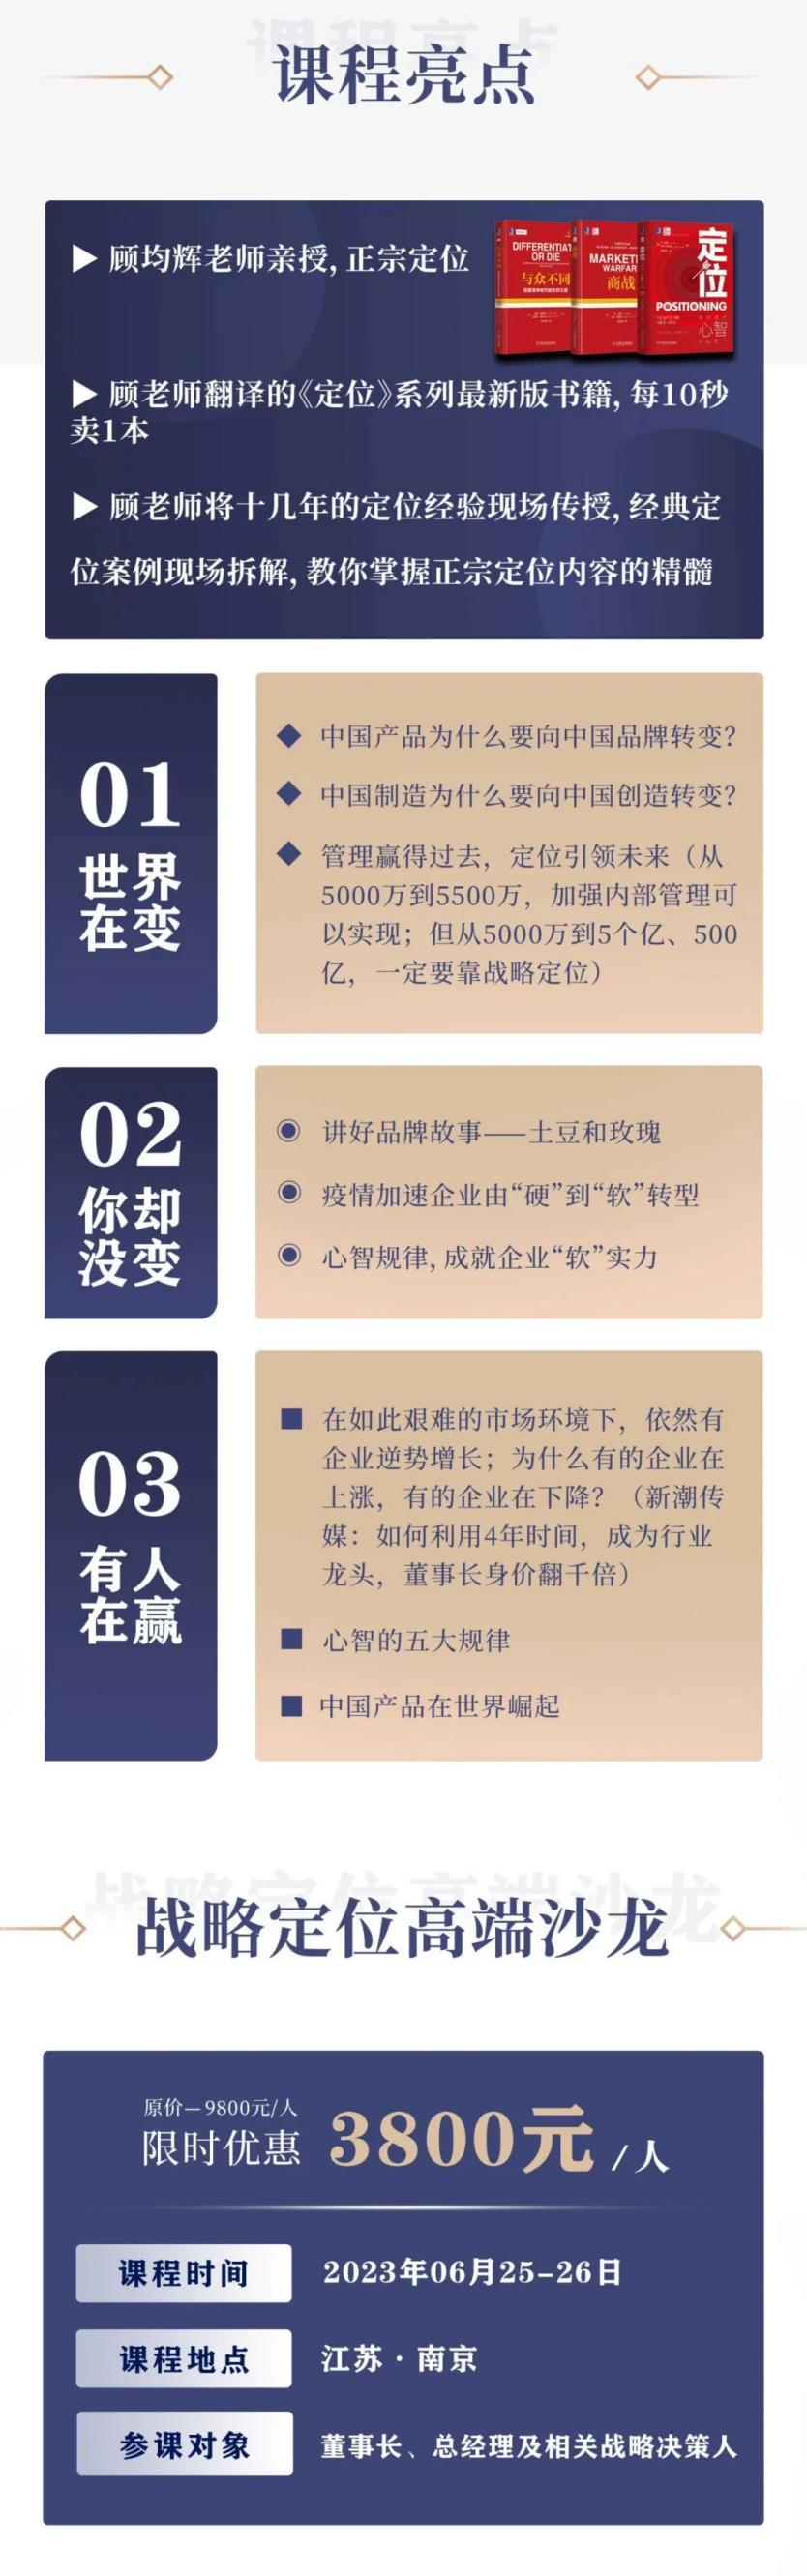 课程亮点
▶ 顾均辉老师亲授, 正宗定位
DIFFERENTIAT
OR DIE
与众不同
MARKETI
WARFAR
商战
定位
POSITIONING
心智
▶ 顾老师翻译的《定位》系列最新版书籍, 每10秒
卖1本
▶ 顾老师将十几年的定位经验现场传授, 经典定
位案例现场拆解, 教你掌握正宗定位内容的精髓
01
世界
在变
◆ 中国产品为什么要向中国品牌转变?
◆ 中国制造为什么要向中国创造转变?
◆ 管理赢得过去，定位引领未来（从
5000万到5500万，加强内部管理可
以实现；但从5000万到5个亿、500
亿，一定要靠战略定位）
02
你却
没变
◉ 讲好品牌故事——土豆和玫瑰
◉ 疫情加速企业由“硬”到“软”转型
◉ 心智规律, 成就企业“软”实力
03
有人
在赢
■ 在如此艰难的市场环境下，依然有
企业逆势增长；为什么有的企业在
上涨，有的企业在下降？（新潮传
媒：如何利用4年时间，成为行业
龙头，董事长身价翻千倍）
■ 心智的五大规律
■ 中国产品在世界崛起
战略定位高端沙龙
原价—9800元/人
限时优惠 3800元 / 人
课程时间 2023年06月25-26日
课程地点 江苏 · 南京
参课对象 董事长、总经理及相关战略决策人